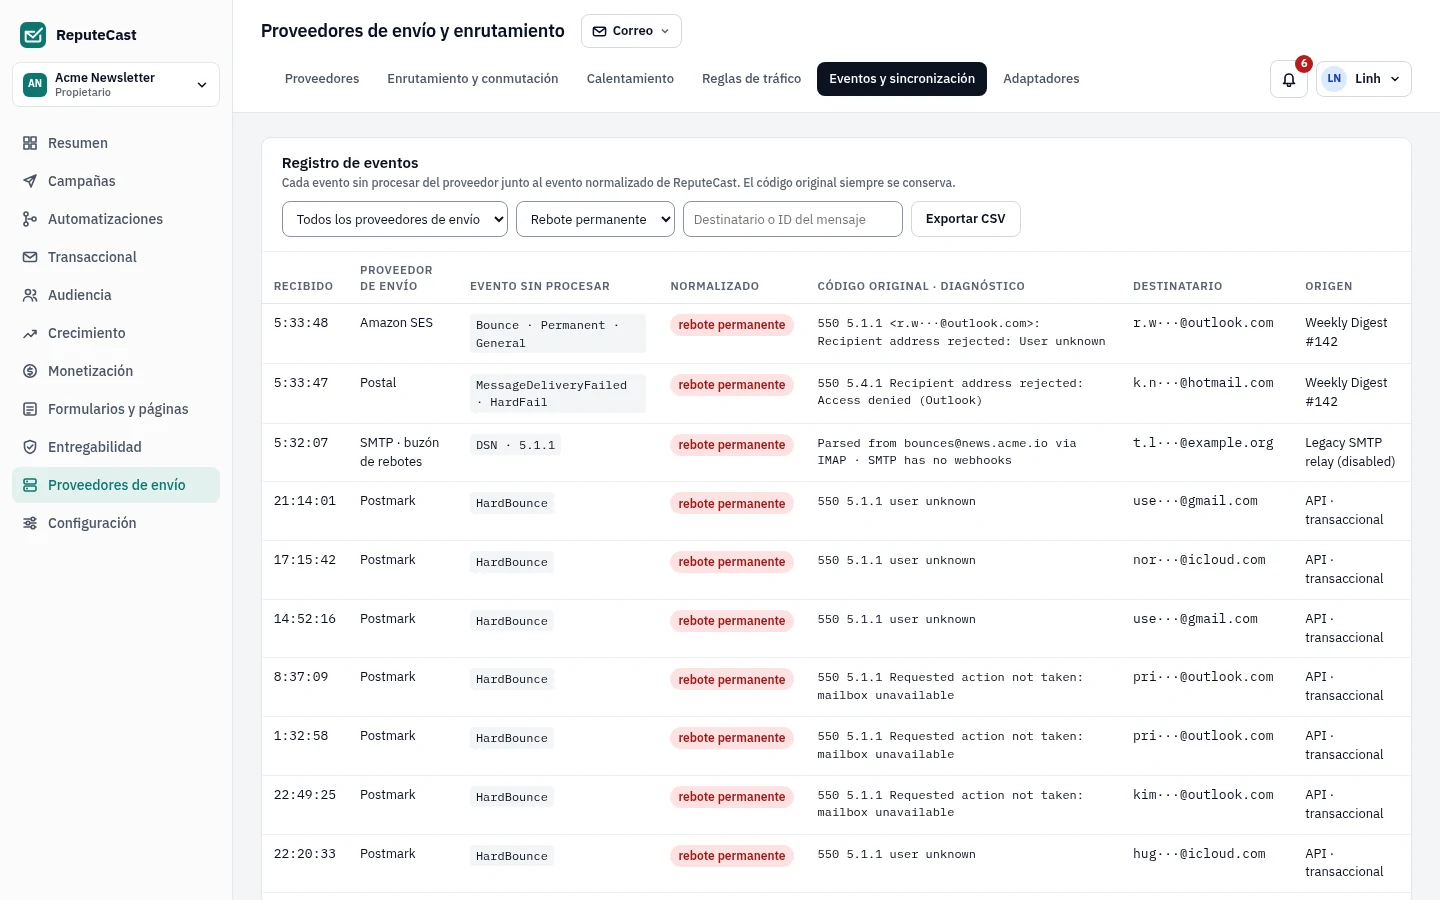 ReputeCast
AN
Acme Newsletter
Propietario
Resumen
Campañas
Automatizaciones
Transaccional
Audiencia
Crecimiento
Monetización
Formularios y páginas
Entregabilidad
Proveedores de envío
Configuración
Proveedores de envío y enrutamiento
Correo
Proveedores
Enrutamiento y conmutación
Calentamiento
Reglas de tráfico
Eventos y sincronización
Adaptadores
6
LN
Linh
Registro de eventos
Cada evento sin procesar del proveedor junto al evento normalizado de ReputeCast. El código original siempre se conserva.
Todos los proveedores de envío
Rebote permanente
Destinatario o ID del mensaje
Exportar CSV
RECIBIDO
PROVEEDOR
DE ENVÍO
EVENTO SIN PROCESAR
NORMALIZADO
CÓDIGO ORIGINAL · DIAGNÓSTICO
DESTINATARIO
ORIGEN
5:33:48
Amazon SES
Bounce · Permanent ·
General
rebote permanente
550 5.1.1 <r.w···@outlook.com>:
Recipient address rejected: User unknown
r.w···@outlook.com
Weekly Digest
#142
5:33:47
Postal
MessageDeliveryFailed
· HardFail
rebote permanente
550 5.4.1 Recipient address rejected:
Access denied (Outlook)
k.n···@hotmail.com
Weekly Digest
#142
5:32:07
SMTP · buzón
de rebotes
DSN · 5.1.1
rebote permanente
Parsed from bounces@news.acme.io via
IMAP · SMTP has no webhooks
t.l···@example.org
Legacy SMTP
relay (disabled)
21:14:01
Postmark
HardBounce
rebote permanente
550 5.1.1 user unknown
use···@gmail.com
API ·
transaccional
17:15:42
Postmark
HardBounce
rebote permanente
550 5.1.1 user unknown
nor···@icloud.com
API ·
transaccional
14:52:16
Postmark
HardBounce
rebote permanente
550 5.1.1 user unknown
use···@gmail.com
API ·
transaccional
8:37:09
Postmark
HardBounce
rebote permanente
550 5.1.1 Requested action not taken:
mailbox unavailable
pri···@outlook.com
API ·
transaccional
1:32:58
Postmark
HardBounce
rebote permanente
550 5.1.1 Requested action not taken:
mailbox unavailable
pri···@outlook.com
API ·
transaccional
22:49:25
Postmark
HardBounce
rebote permanente
550 5.1.1 Requested action not taken:
mailbox unavailable
kim···@outlook.com
API ·
transaccional
22:20:33
Postmark
HardBounce
rebote permanente
550 5.1.1 user unknown
hug···@icloud.com
API ·
transaccional